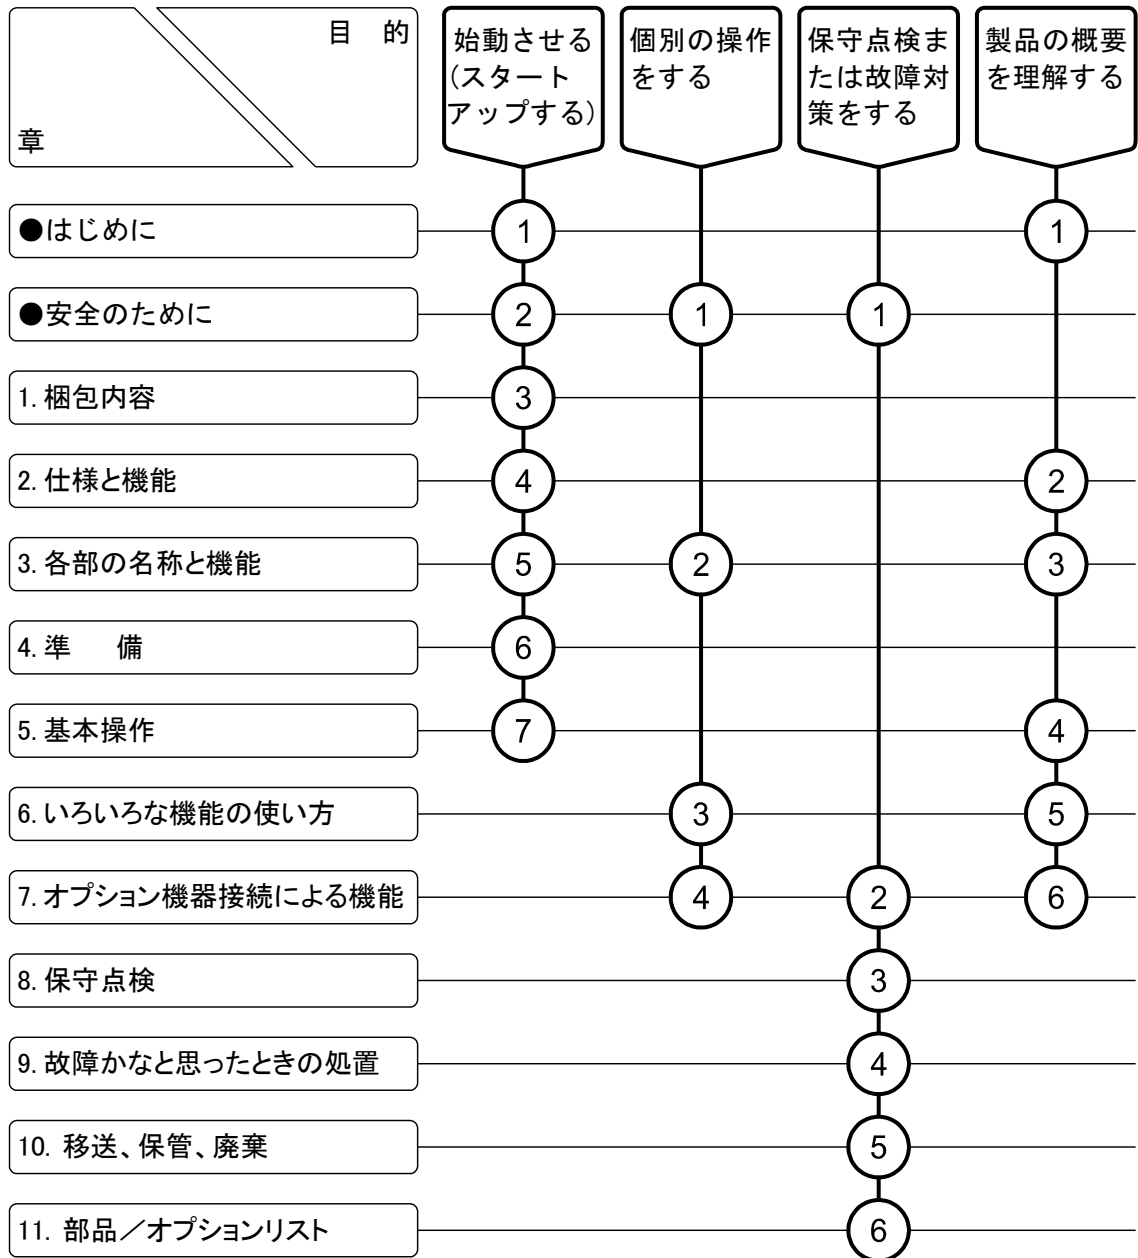 目 的
章
始動させる
(スタート
アップする)
個別の操作
をする
保守点検ま
たは故障対
策をする
製品の概要
を理解する
●はじめに
1
1
●安全のために
2
1
1
1. 梱包内容
3
2. 仕様と機能
4
2
3. 各部の名称と機能
5
2
3
4. 準 備
6
5. 基本操作
7
4
6. いろいろな機能の使い方
3
5
7. オプション機器接続による機能
4
2
6
8. 保守点検
3
9. 故障かなと思ったときの処置
4
10. 移送、保管、廃棄
5
11. 部品／オプションリスト
6